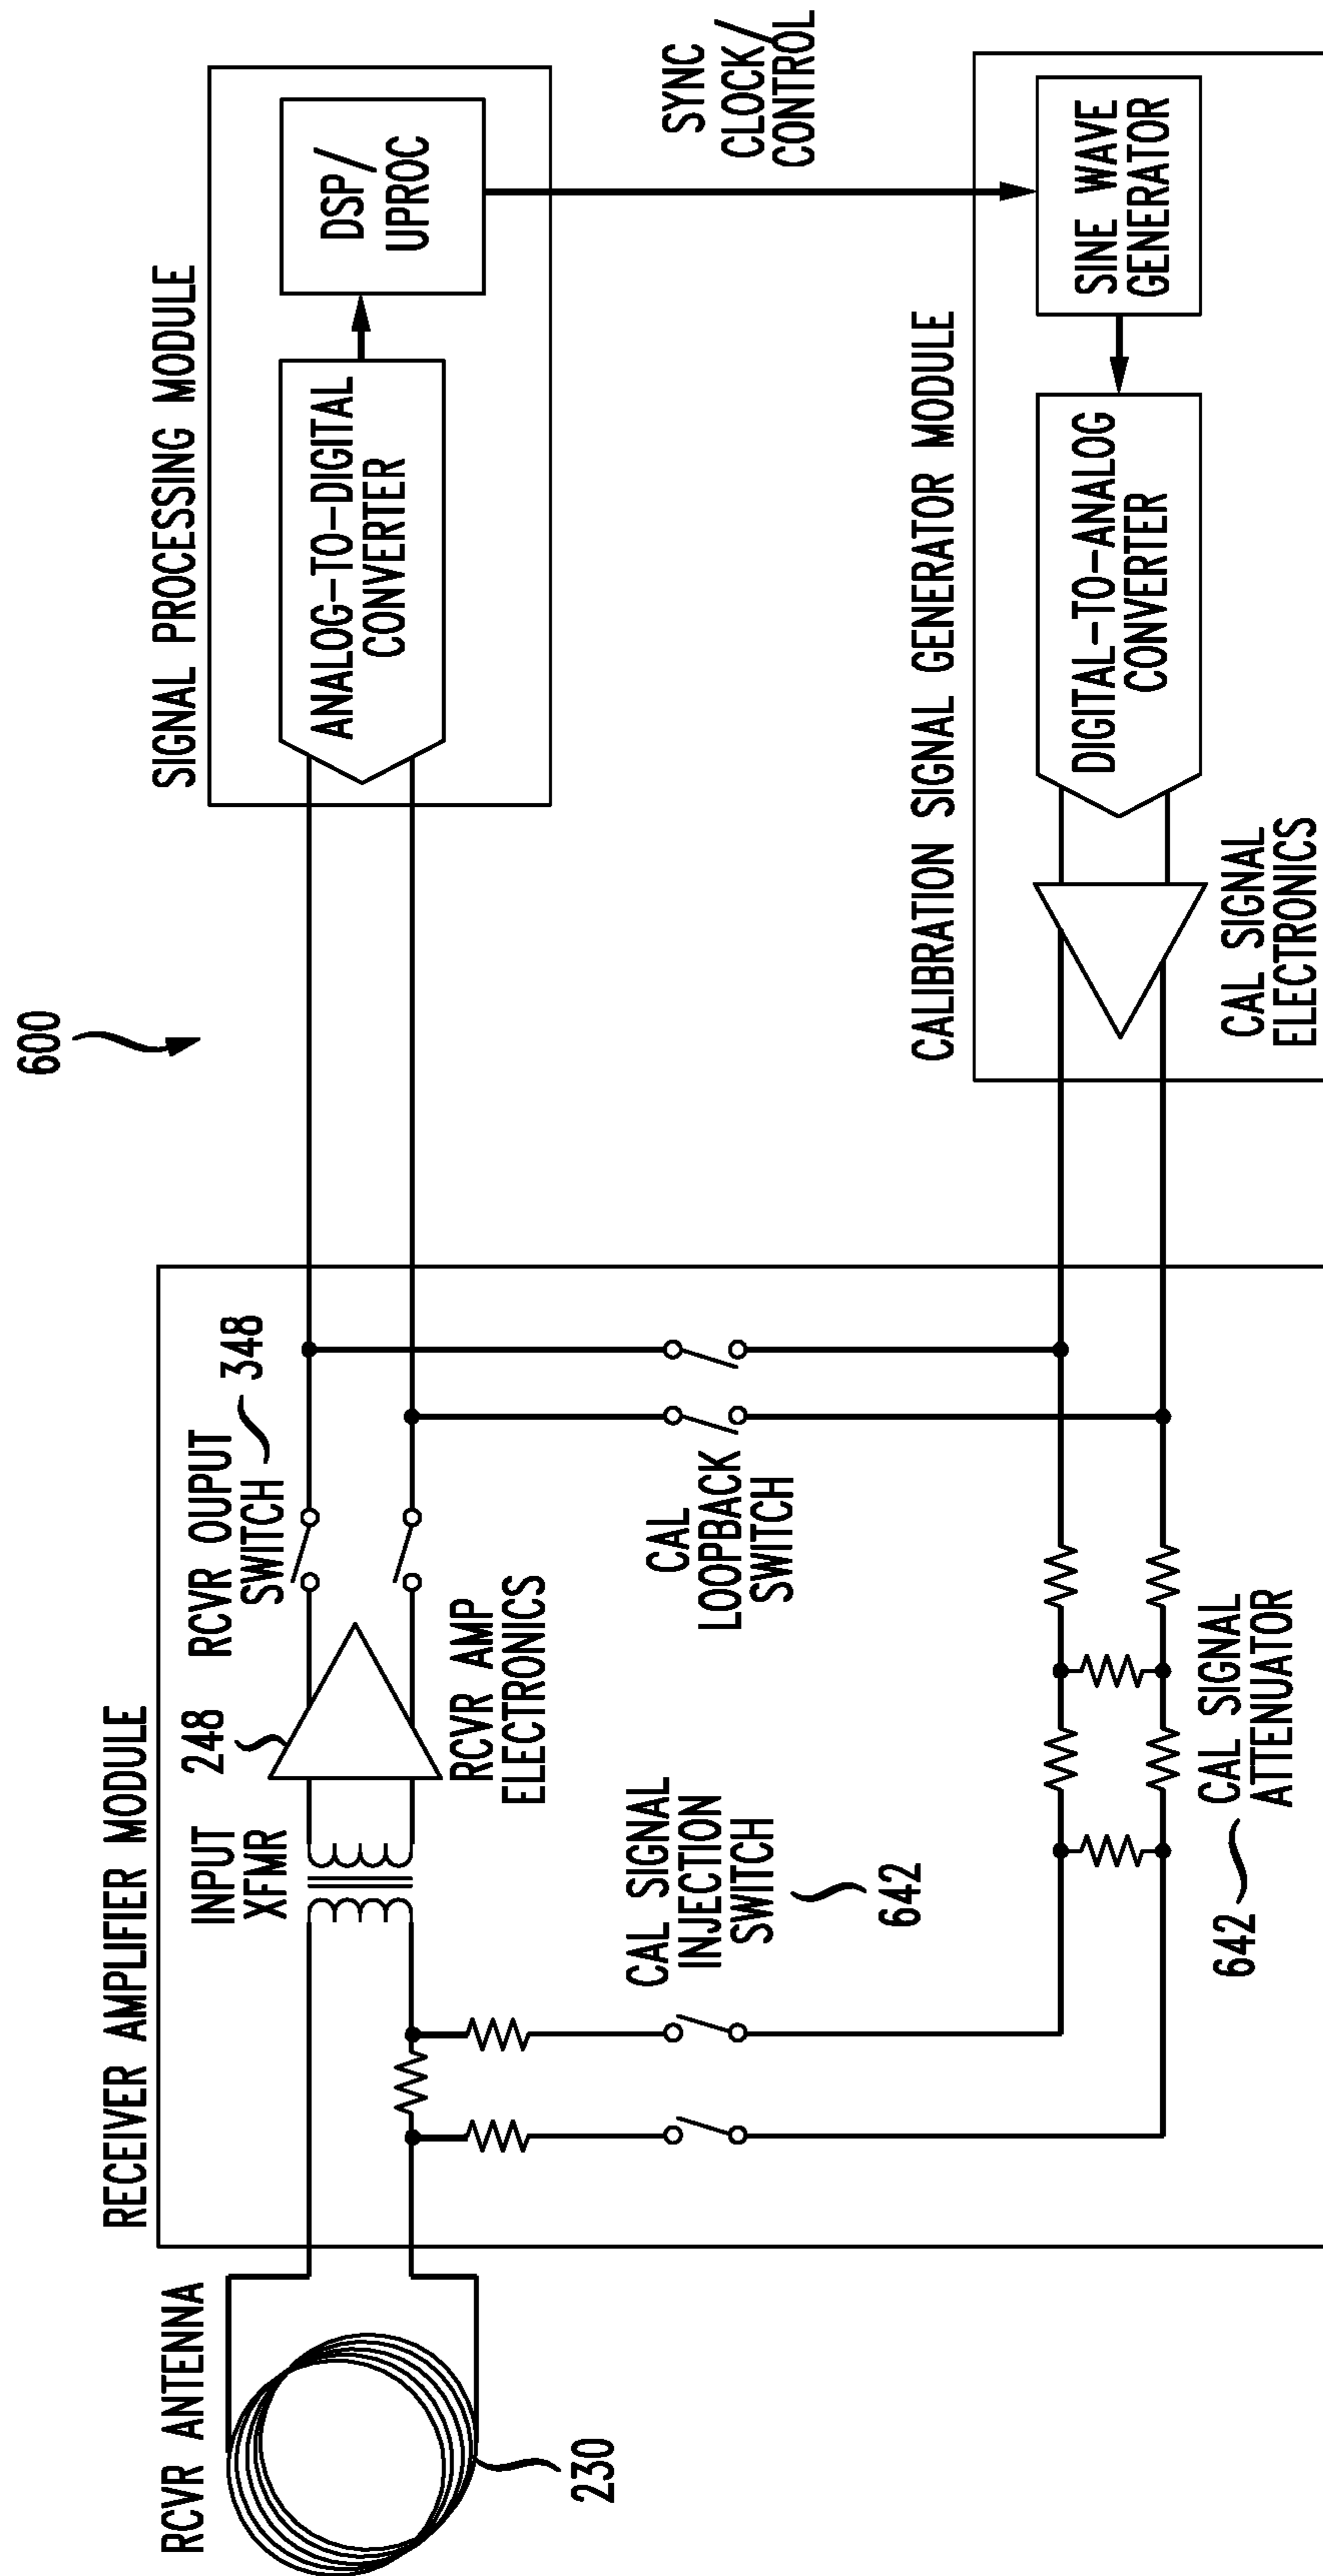 600
RECEIVER AMPLIFIER MODULE
RCVR ANTENNA
230
INPUT
XFMR
248
RCVR AMP
ELECTRONICS
RCVR OUPUT
SWITCH
348
CAL SIGNAL
INJECTION
SWITCH
642
CAL
LOOPBACK
SWITCH
642
CAL SIGNAL
ATTENUATOR
SIGNAL PROCESSING MODULE
ANALOG-TO-DIGITAL
CONVERTER
DSP/
UPROC
SYNC
CLOCK/
CONTROL
CALIBRATION SIGNAL GENERATOR MODULE
CAL SIGNAL
ELECTRONICS
DIGITAL-TO-ANALOG
CONVERTER
SINE WAVE
GENERATOR